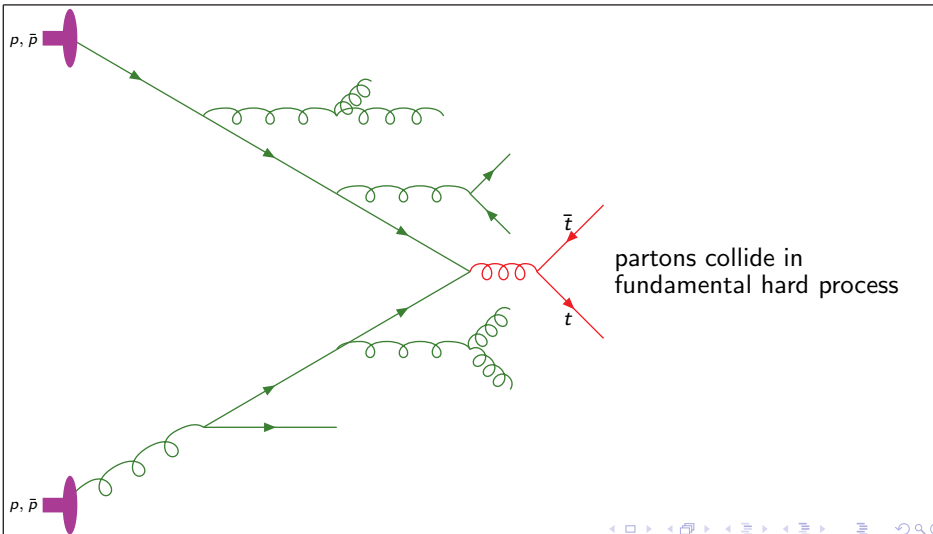 p, p̄
t̄
partons collide in
fundamental hard process
t
p, p̄